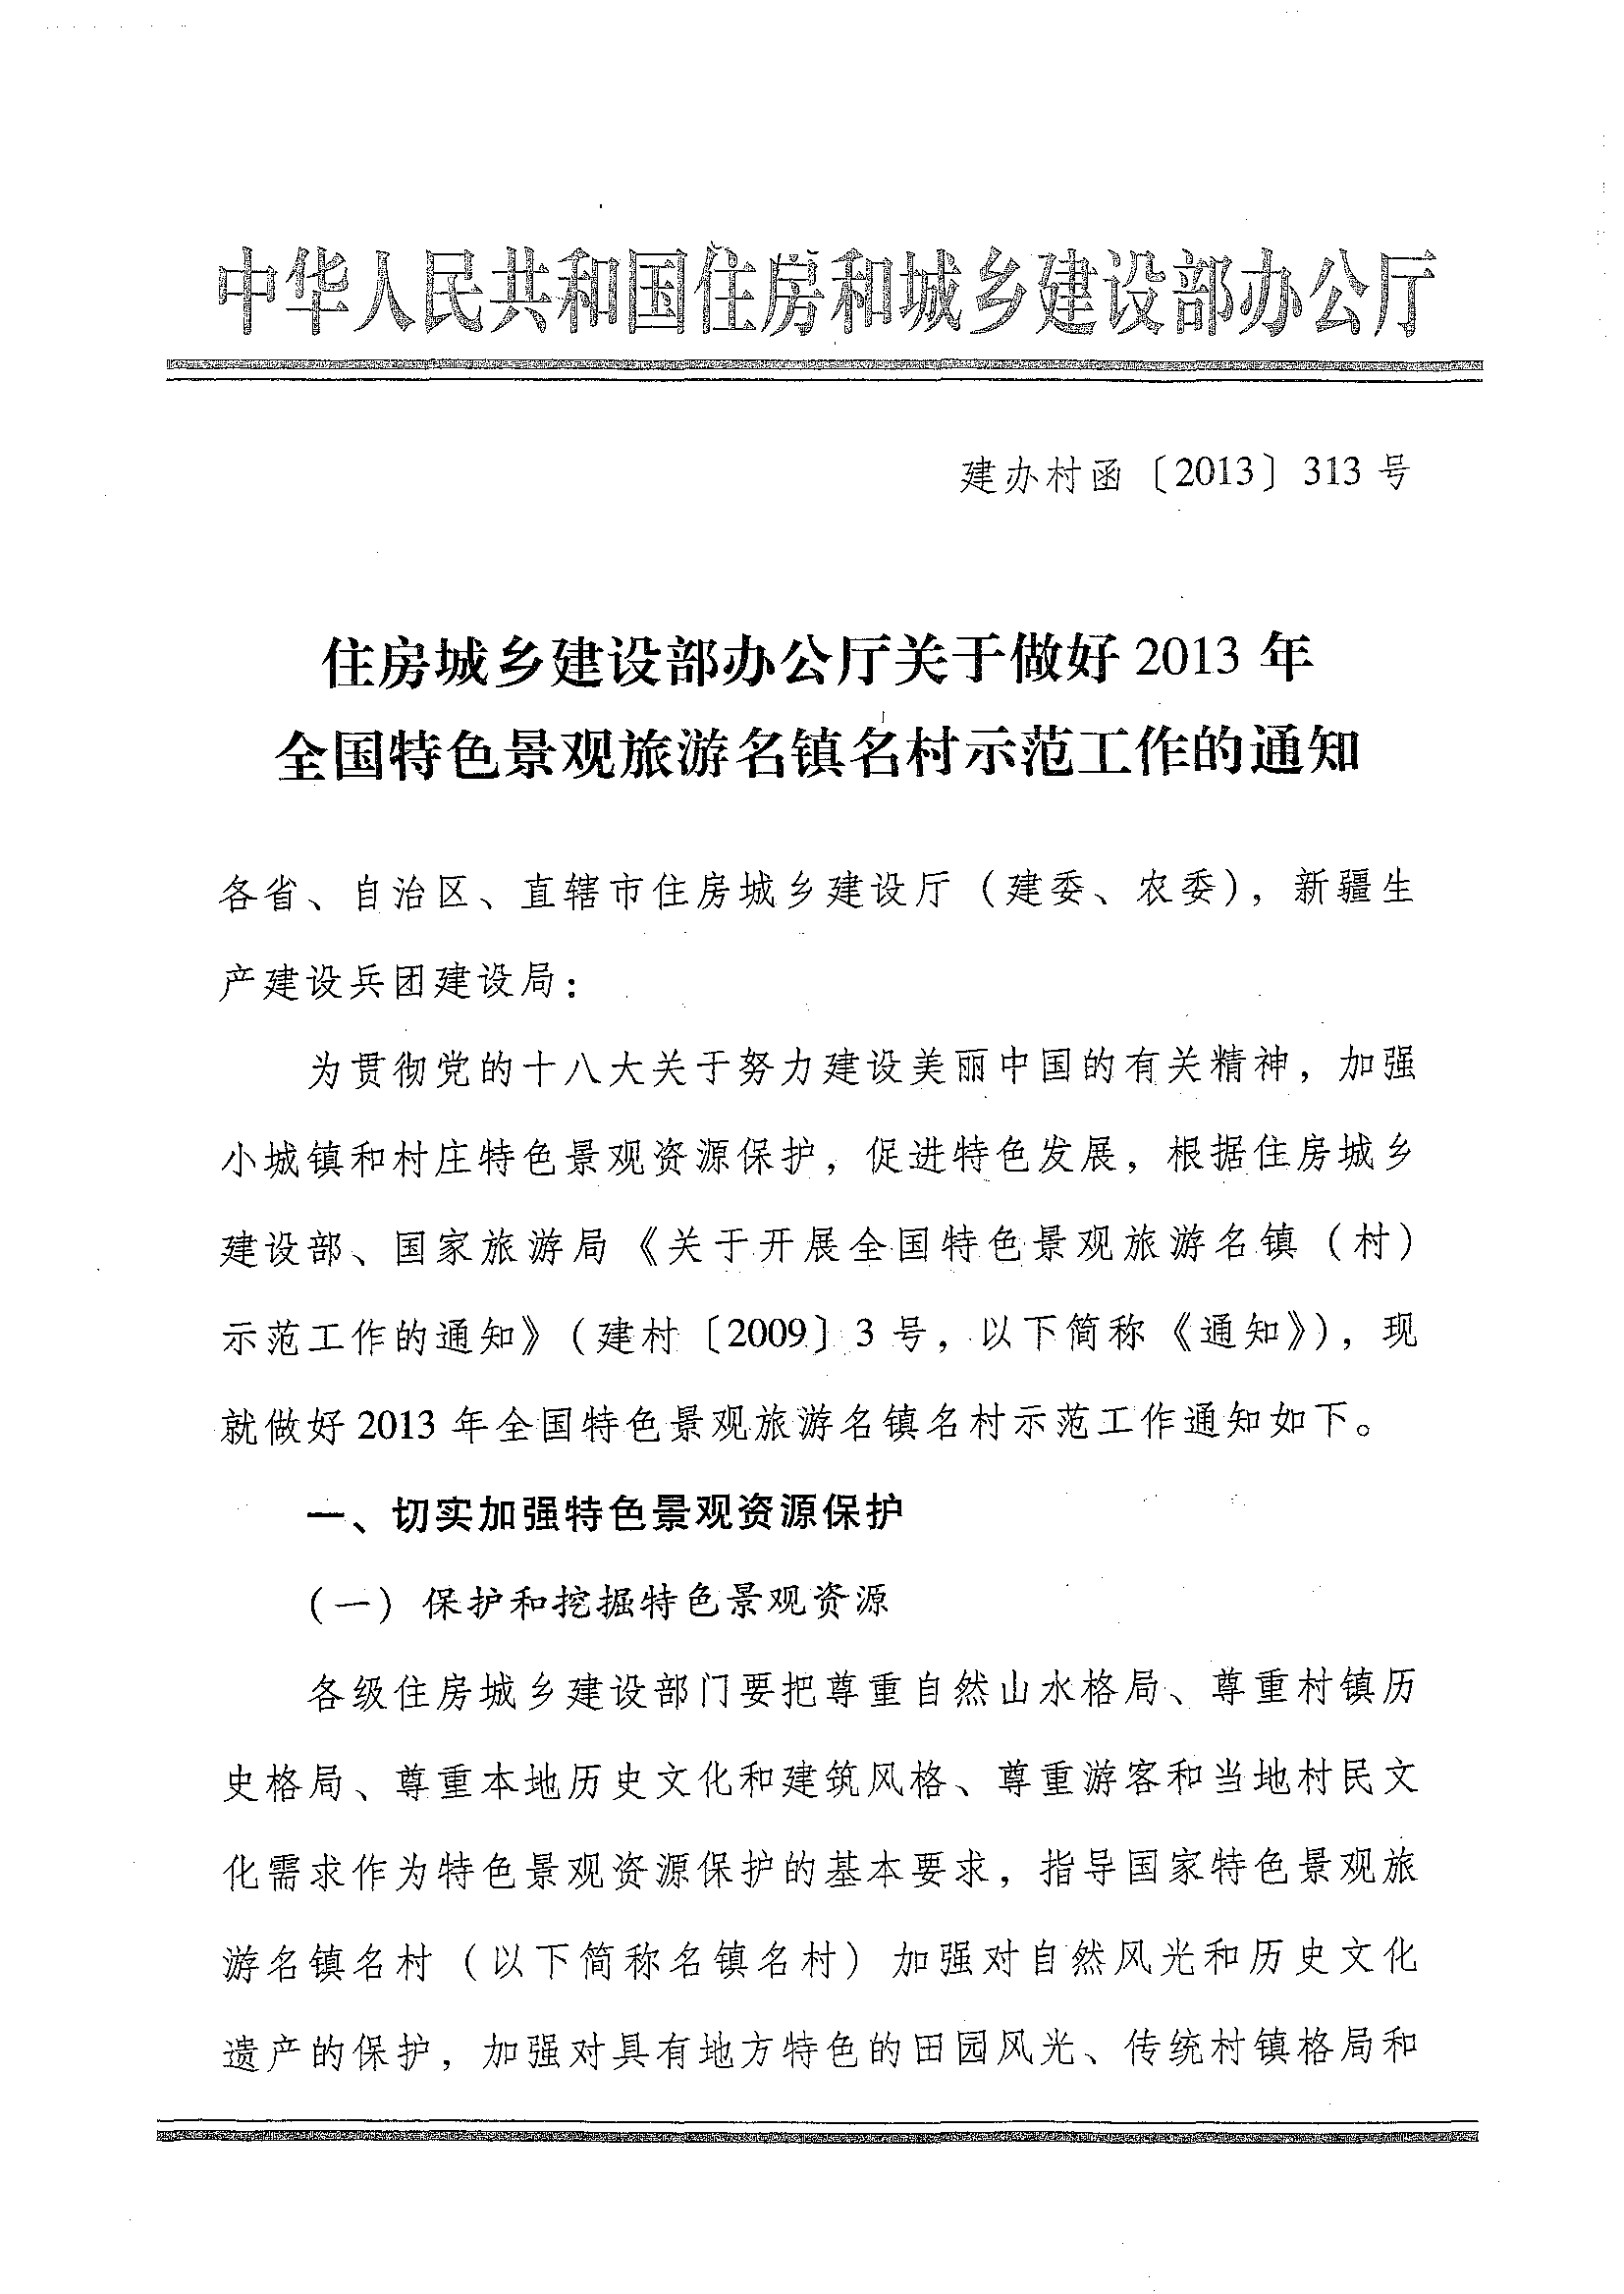 中华人民共和国住房和城乡建设部办公厅
建办村函〔2013〕313号
住房城乡建设部办公厅关于做好2013年
全国特色景观旅游名镇名村示范工作的通知
各省、自治区、直辖市住房城乡建设厅（建委、农委），新疆生
产建设兵团建设局：
为贯彻党的十八大关于努力建设美丽中国的有关精神，加强
小城镇和村庄特色景观资源保护，促进特色发展，根据住房城乡
建设部、国家旅游局《关于开展全国特色景观旅游名镇（村）
示范工作的通知》（建村〔2009〕3号，以下简称《通知》），现
就做好2013年全国特色景观旅游名镇名村示范工作通知如下。
一、切实加强特色景观资源保护
（一）保护和挖掘特色景观资源
各级住房城乡建设部门要把尊重自然山水格局、尊重村镇历
史格局、尊重本地历史文化和建筑风格、尊重游客和当地村民文
化需求作为特色景观资源保护的基本要求，指导国家特色景观旅
游名镇名村（以下简称名镇名村）加强对自然风光和历史文化
遗产的保护，加强对具有地方特色的田园风光、传统村镇格局和